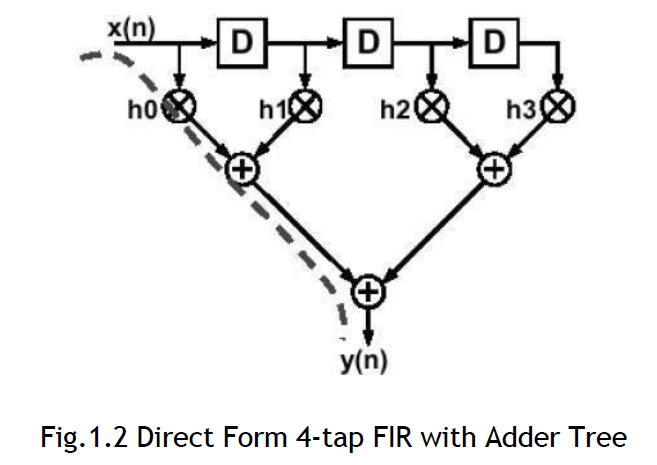 x(n)
D D D
h0 h1 h2 h3
+ +
+
y(n)
Fig.1.2 Direct Form 4-tap FIR with Adder Tree